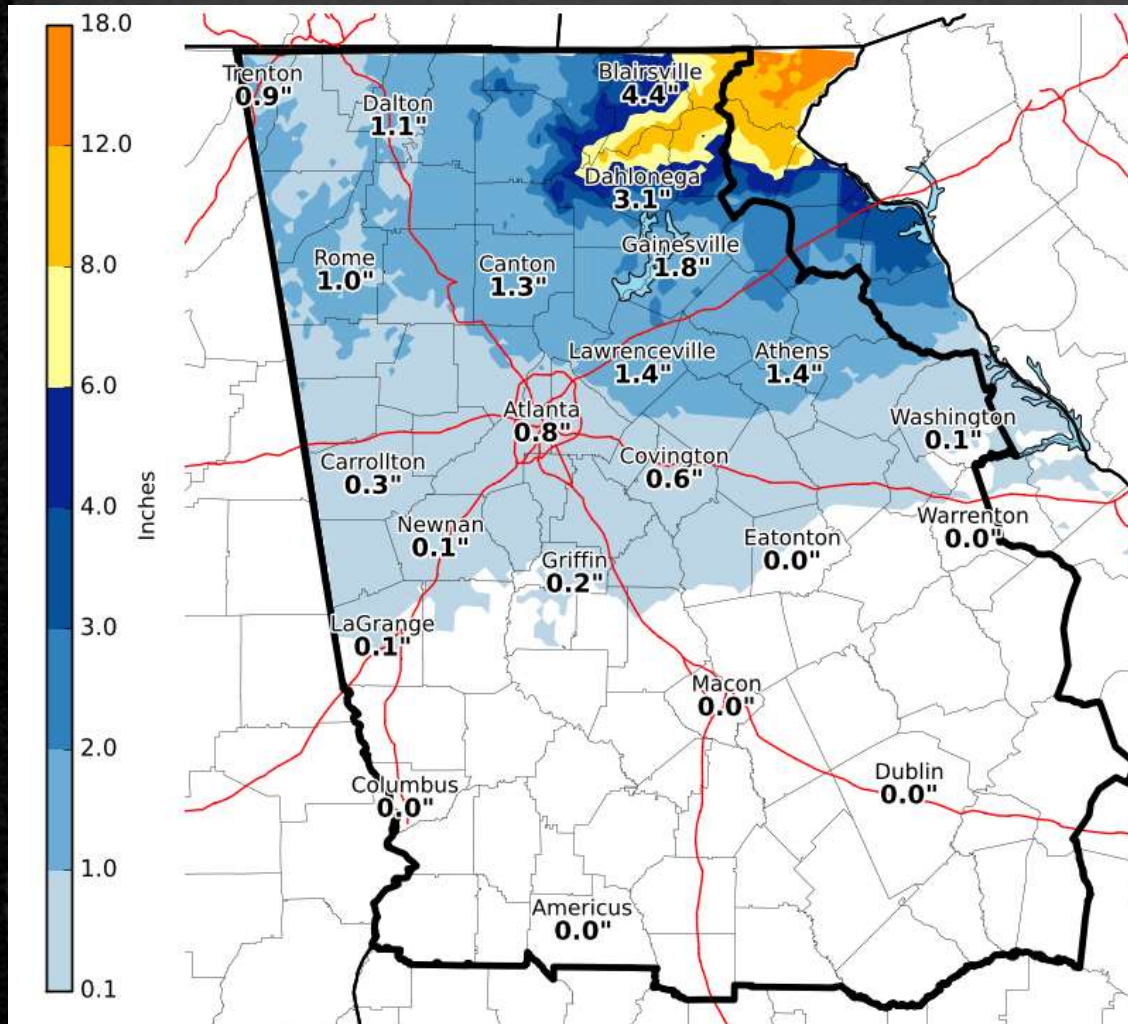 18.0
12.0
8.0
6.0
4.0
3.0
2.0
1.0
0.1
Inches
Trenton
0.9"
Dalton
1.1"
Blairsville
4.4"
Dahlonega
3.1"
Rome
1.0"
Canton
1.3"
Gainesville
1.8"
Lawrenceville
1.4"
Athens
1.4"
Atlanta
0.8"
Washington
0.1"
Carrollton
0.3"
Covington
0.6"
Newnan
0.1"
Griffin
0.2"
Eatonton
0.0"
Warrenton
0.0"
LaGrange
0.1"
Macon
0.0"
Columbus
0.0"
Dublin
0.0"
Americus
0.0"